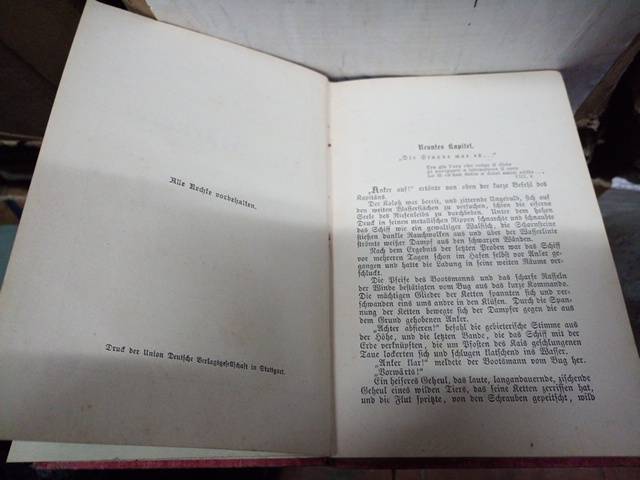 Alle Rechte vorbehalten.
Druck der Union Deutsche Verlagsgesellschaft in Stuttgart.
Neuntes Kapitel.
„Die Stunde war es...“
„Anker auf!“ ertönte von oben der kurze Befehl des
Kapitäns.
Der Koloß war bereit, und zitternde Ungeduld, sich auf
den weiten Wasserflächen zu versuchen, schien die eiserne
Seele des Riesenleibs zu durchleben. Unter dem hohen
Druck in seinen metallischen Rippen schnarchte und schnaubte
das Schiff wie ein gewaltiger Walfisch, die Schornsteine
stießen dunkle Rauchwolken aus und über der Wasserlinie
strömte weißer Dampf aus den schwarzen Wänden.
Nach dem Ergebnis der letzten Proben war das Schiff
vor mehreren Tagen schon im Hafen selbst vor Anker ge-
gangen und hatte die Ladung in seine weiten Räume ver-
schluckt.
Die Pfeife des Bootsmanns und das scharfe Rasseln
der Winde bestätigten vom Bug aus das kurze Kommando.
Die mächtigen Glieder der Ketten spannten sich und ver-
schwanden eins ums andre in den Klüsen. Durch die Span-
nung der Ketten bewegte sich der Dampfer gegen die aus
dem Grund gehobenen Anker.
„Achter abfieren!“ befahl die gebieterische Stimme aus
der Höhe, und die letzten Bande, die das Schiff mit der
Erde verknüpften, die um Pfosten des Kais geschlungenen
Taue lockerten sich und schlugen klatschend ins Wasser.
„Anker klar!“ meldete der Bootsmann vom Bug her.
„Vorwärts!“
Ein heiseres Geheul, das laute, langandauernde, zischende
Geheul eines wilden Tiers, das seine Ketten zerrissen hat,
und die Flut spritzte, von den Schrauben gepeitscht, wild